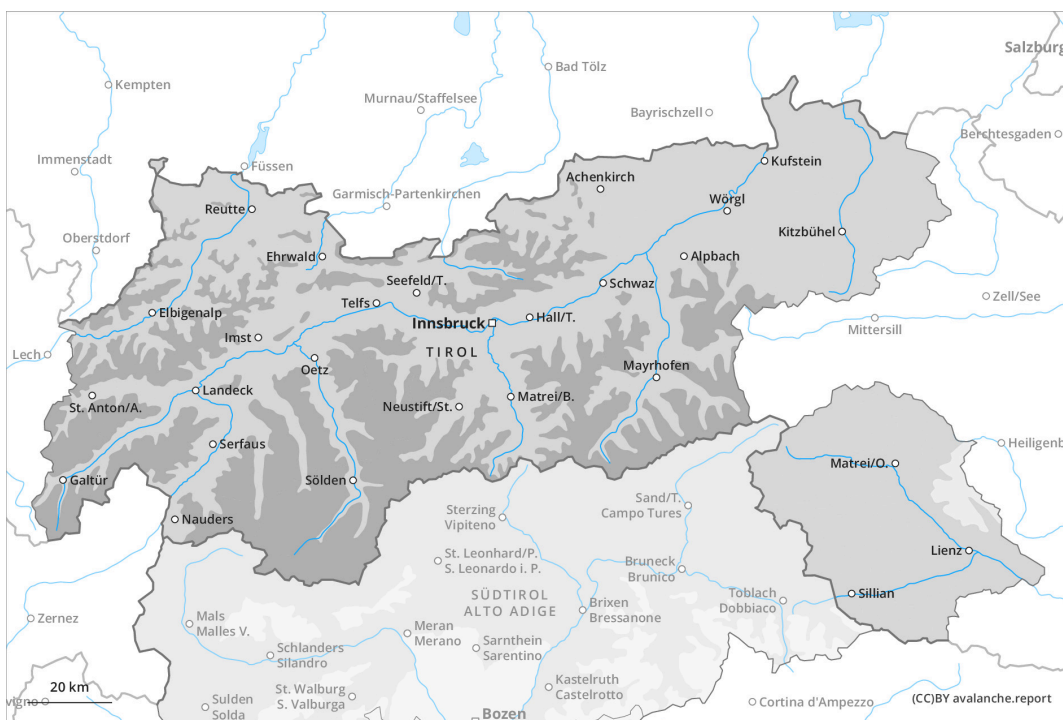 Salzburg
Kempten
Bad Tölz
Murnau/Staffelsee
Bayrischzell
Berchtesgaden
Immenstadt
Füssen
Kufstein
Achenkirch
Garmisch-Partenkirchen
Reutte
Wörgl
Oberstdorf
Kitzbühel
Ehrwald
Alpbach
Seefeld/T.
Schwaz
Zell/See
Telfs
Elbigenalp
Innsbruck
Hall/T.
Mittersill
Imst
Lech
TIROL
Oetz
Mayrhofen
Landeck
St. Anton/A.
Neustift/St.
Matrei/B.
Serfaus
Heiligenb
Matrei/O.
Galtür
Sölden
Sand/T.
Campo Tures
Sterzing
Vipiteno
Nauders
Lienz
St. Leonhard/P.
S. Leonardo i. P.
Bruneck
Brunico
SÜDTIROL
ALTO ADIGE
Toblach
Dobbiaco
Sillian
Brixen
Bressanone
Zernez
Mals
Malles V.
Meran
Merano
Sarnthein
Sarentino
Schlanders
Silandro
Kastelruth
Castelrotto
20 km
St. Walburg
S. Valburga
vigno
Sulden
Solda
Cortina d'Ampezzo
(CC)BY avalanche.report
Bozen